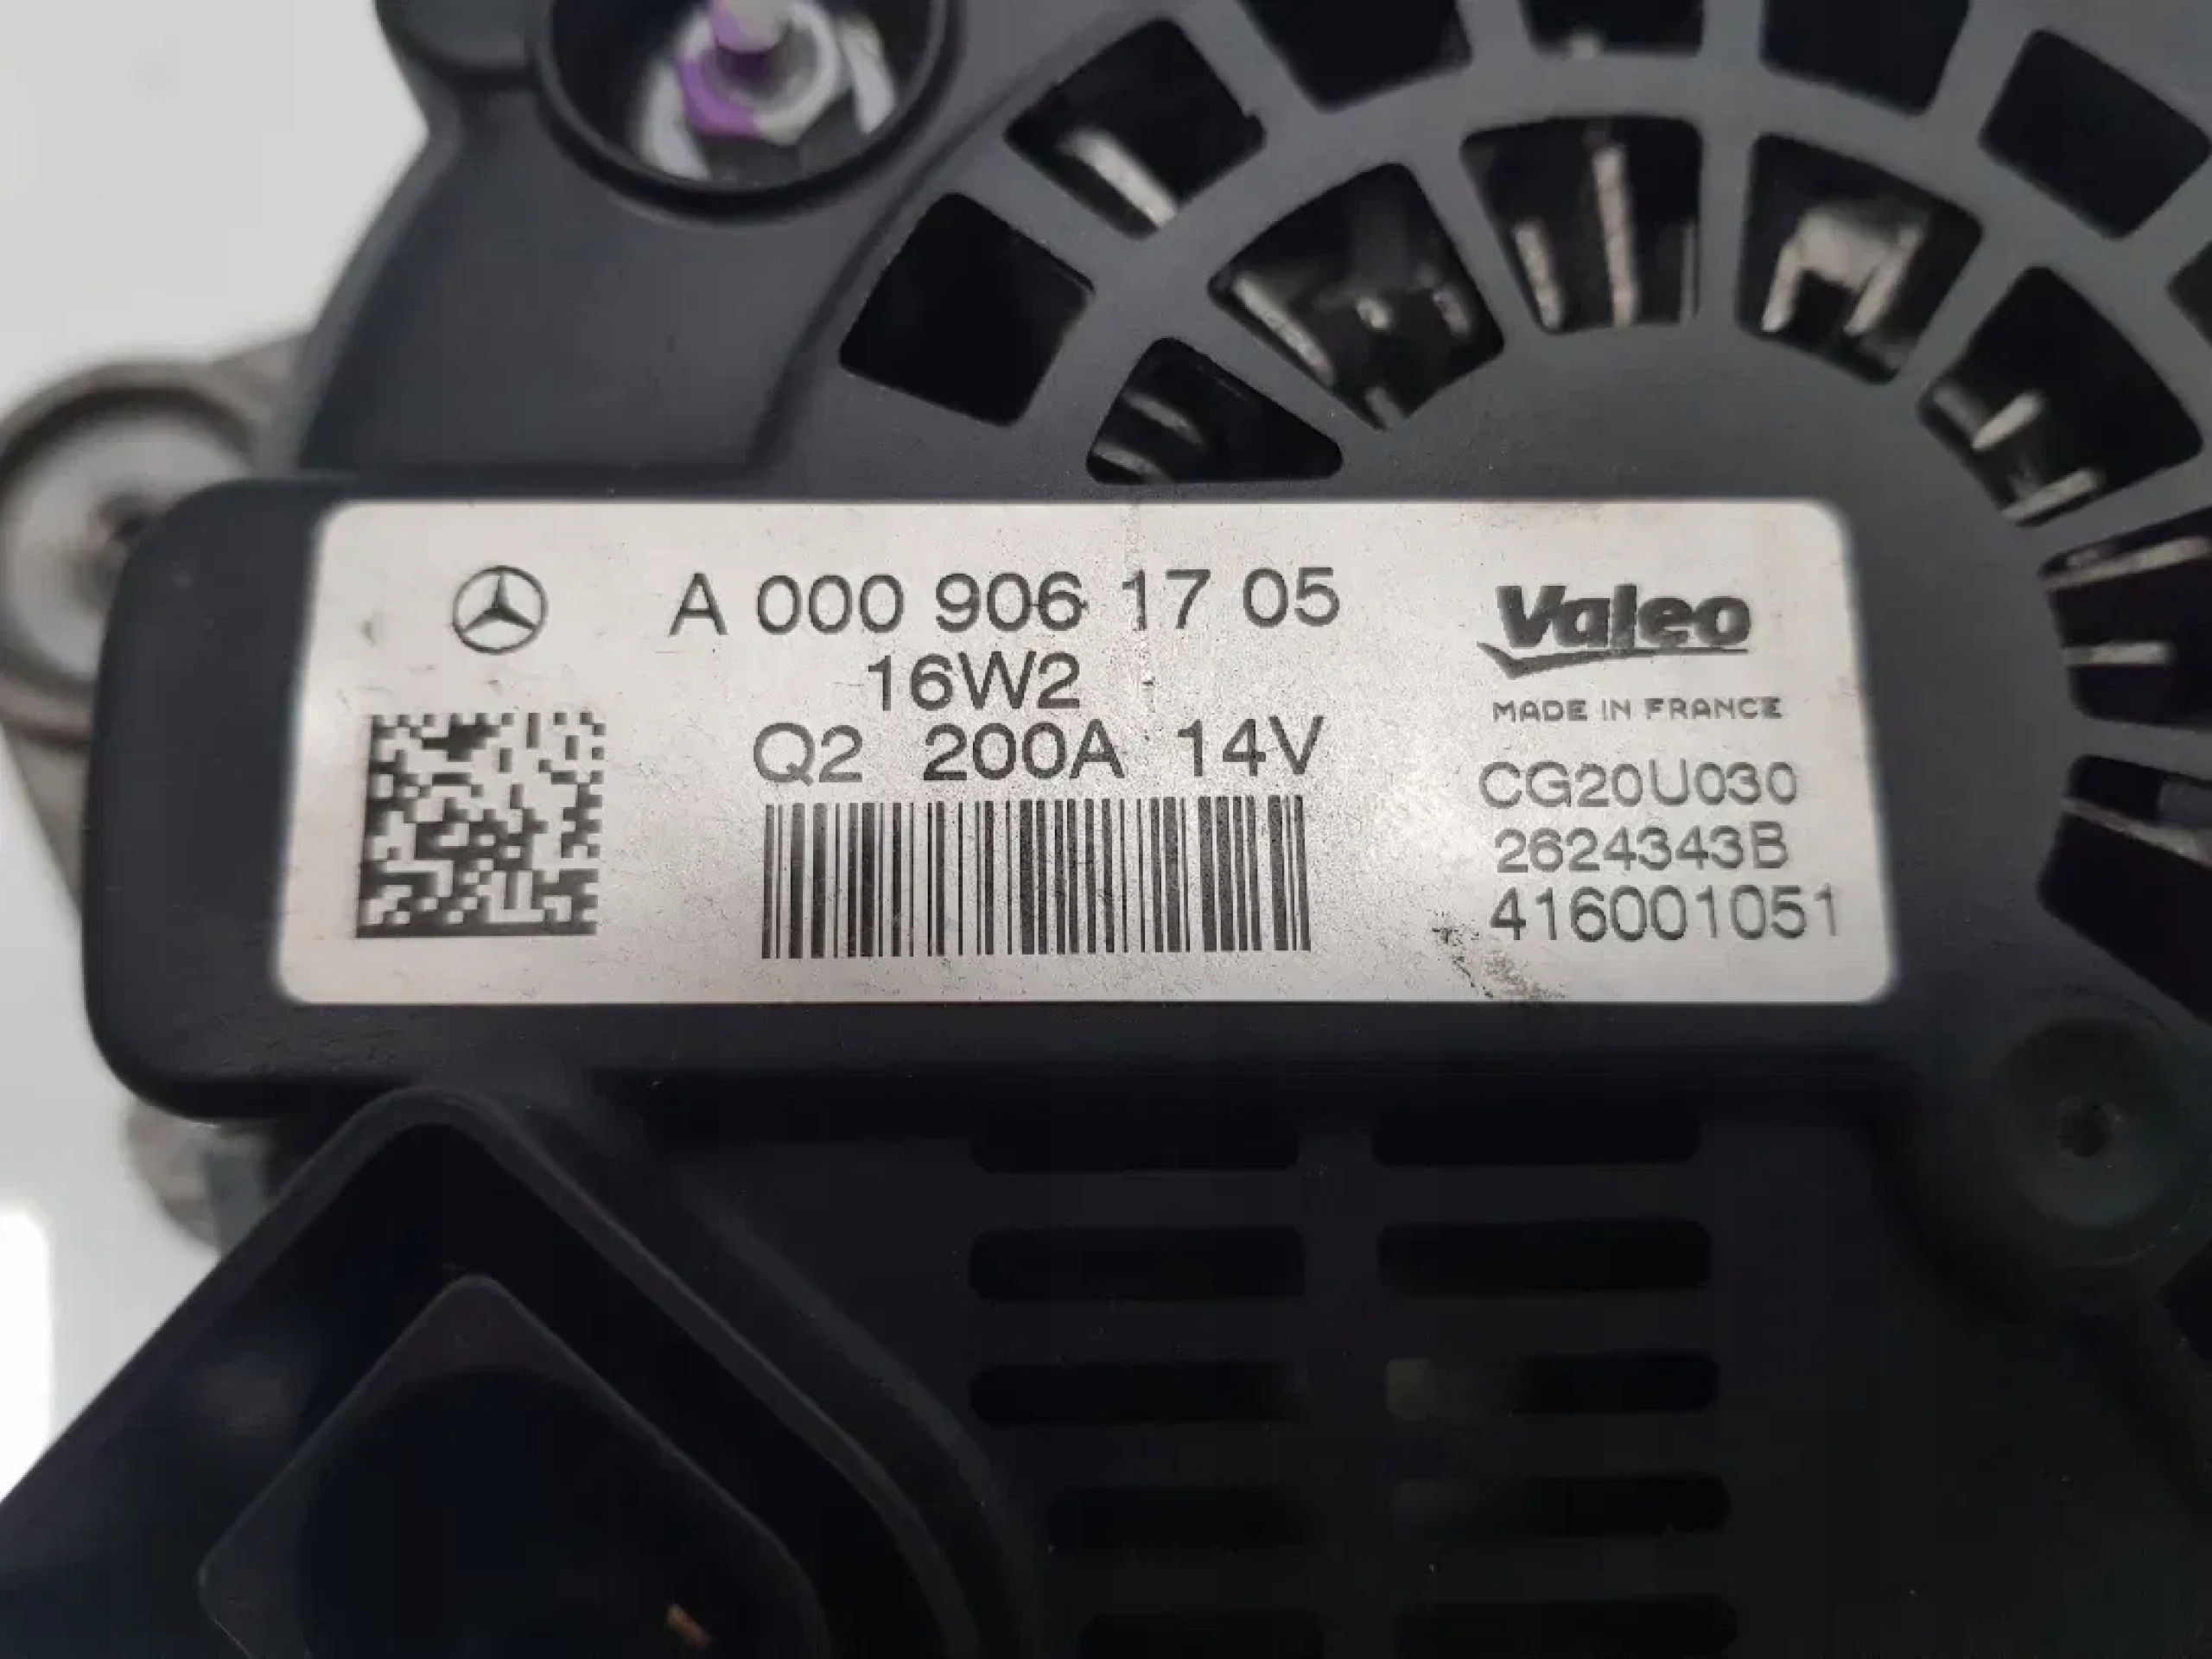 A 000 906 17 05
16W2
Q2 200A 14V
Valeo
MADE IN FRANCE
CG20U030
2624343B
416001051